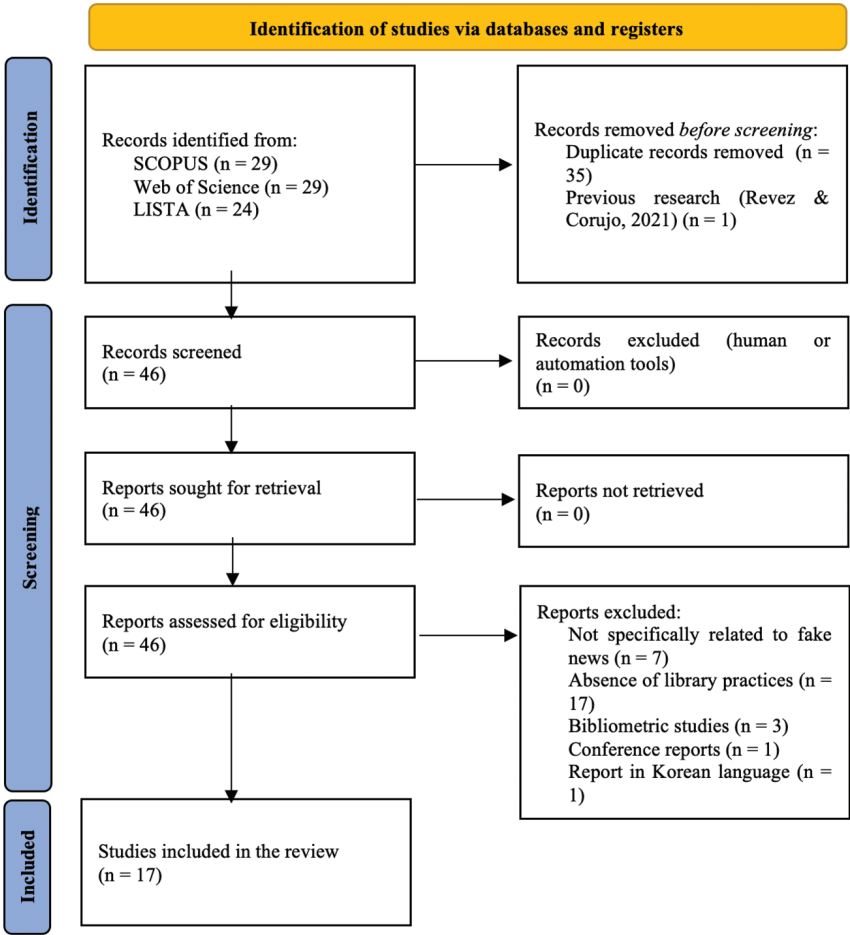 Identification of studies via databases and registers
Identification
Records identified from:
SCOPUS (n = 29)
Web of Science (n = 29)
LISTA (n = 24)
Records removed before screening:
Duplicate records removed (n =
35)
Previous research (Revez &
Corujo, 2021) (n = 1)
Screening
Records screened
(n = 46)
Records excluded (human or
automation tools)
(n = 0)
Reports sought for retrieval
(n = 46)
Reports not retrieved
(n = 0)
Reports assessed for eligibility
(n = 46)
Reports excluded:
Not specifically related to fake
news (n = 7)
Absence of library practices (n =
17)
Bibliometric studies (n = 3)
Conference reports (n = 1)
Report in Korean language (n =
1)
Included
Studies included in the review
(n = 17)